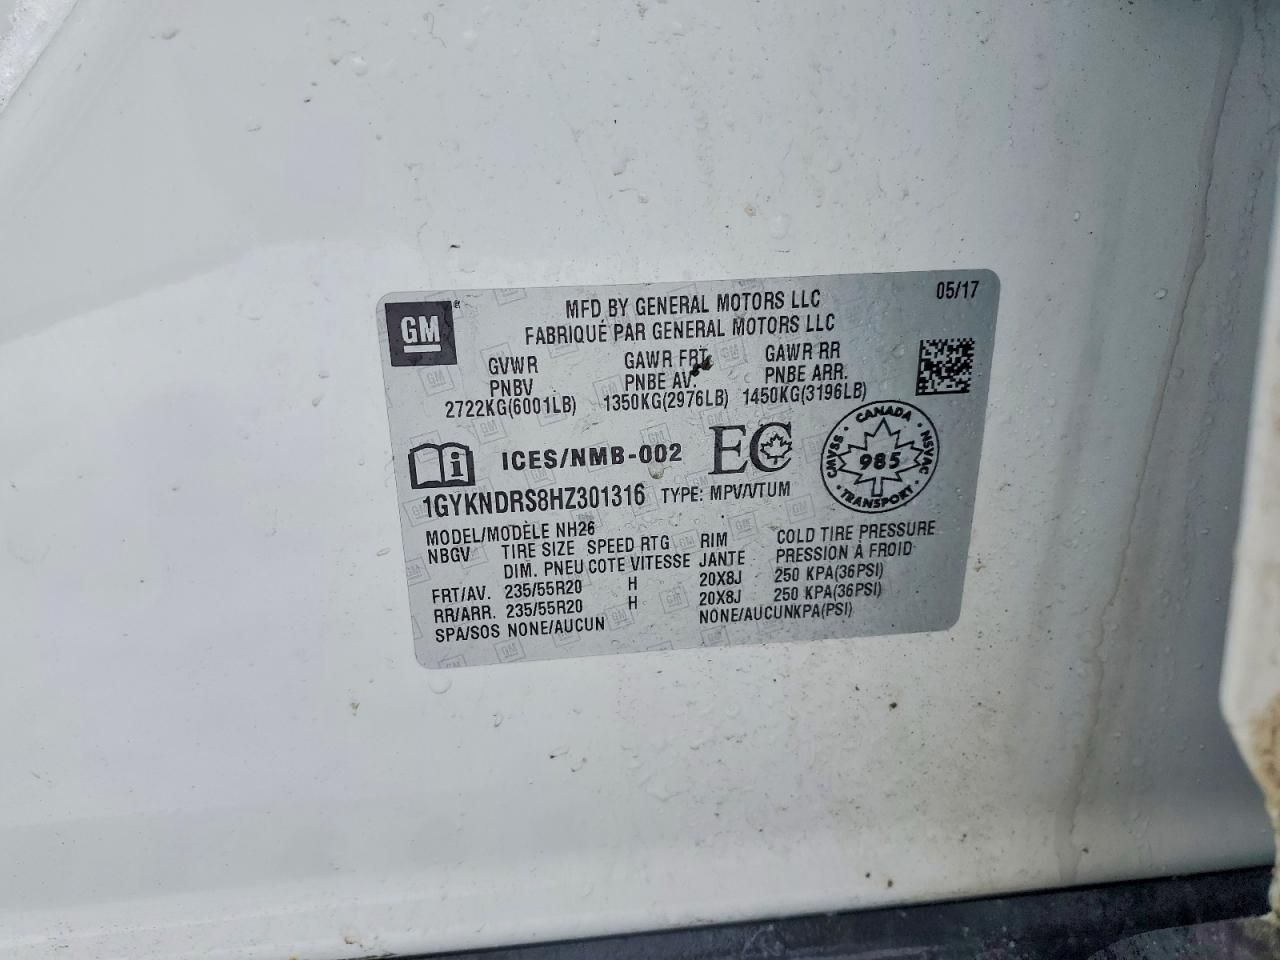 GM
MFD BY GENERAL MOTORS LLC
05/17
FABRIQUÉ PAR GENERAL MOTORS LLC
GVWR GAWR FRT GAWR RR
PNBV PNBE AV. PNBE ARR.
2722KG(6001LB) 1350KG(2976LB) 1450KG(3196LB)
i ICES/NMB-002 EC
CANADA
CMVSS 985 NSVAC
TRANSPORT
1GYKNDRS8HZ301316 TYPE: MPV/VTUM
MODEL/MODÈLE NH26
NBGV TIRE SIZE SPEED RTG RIM COLD TIRE PRESSURE
DIM. PNEU COTE VITESSE JANTE PRESSION À FROID
FRT/AV. 235/55R20 H 20X8J 250 KPA(36PSI)
RR/ARR. 235/55R20 H 20X8J 250 KPA(36PSI)
SPA/SOS NONE/AUCUN NONE/AUCUNKPA(PSI)